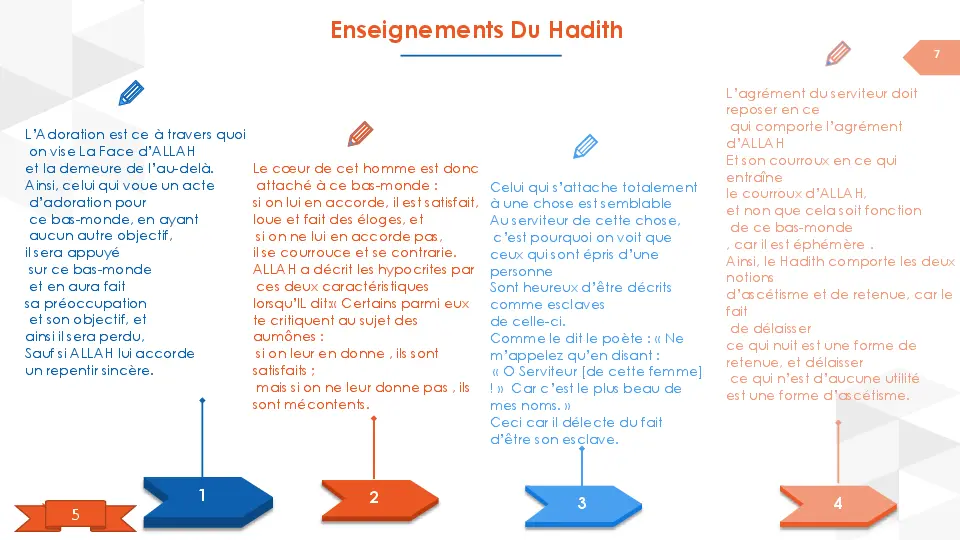 Enseignements Du Hadith
7
L'Adoration est ce à travers quoi
on vise La Face d'ALLAH
et la demeure de l'au-delà.
Ainsi, celui qui voue un acte
d'adoration pour
ce bas-monde, en ayant
aucun autre objectif,
il sera appuyé
sur ce bas-monde
et en aura fait
sa préoccupation
et son objectif, et
ainsi il sera perdu,
Sauf si ALLAH lui accorde
un repentir sincère.
1
Le cœur de cet homme est donc
attaché à ce bas-monde :
si on lui en accorde, il est satisfait,
loue et fait des éloges, et
si on ne lui en accorde pas,
il se courrouce et se contrarie.
ALLAH a décrit les hypocrites par
ces deux caractéristiques
lorsqu'IL dit:« Certains parmi eux
te critiquent au sujet des
aumônes :
si on leur en donne , ils sont
satisfaits ;
mais si on ne leur donne pas , ils
sont mécontents.
2
Celui qui s'attache totalement
à une chose est semblable
Au serviteur de cette chose,
c'est pourquoi on voit que
ceux qui sont épris d'une
personne
Sont heureux d'être décrits
comme esclaves
de celle-ci.
Comme le dit le poète : « Ne
m'appelez qu'en disant :
« O Serviteur [de cette femme]
! » Car c'est le plus beau de
mes noms. »
Ceci car il délecte du fait
d'être son esclave.
3
L'agrément du serviteur doit
reposer en ce
qui comporte l'agrément
d'ALLAH
Et son courroux en ce qui
entraîne
le courroux d'ALLAH,
et non que cela soit fonction
de ce bas-monde
, car il est éphémère .
Ainsi, le Hadith comporte les deux
notions
d'ascétisme et de retenue, car le
fait
de délaisser
ce qui nuit est une forme de
retenue, et délaisser
ce qui n'est d'aucune utilité
est une forme d'ascétisme.
4
5